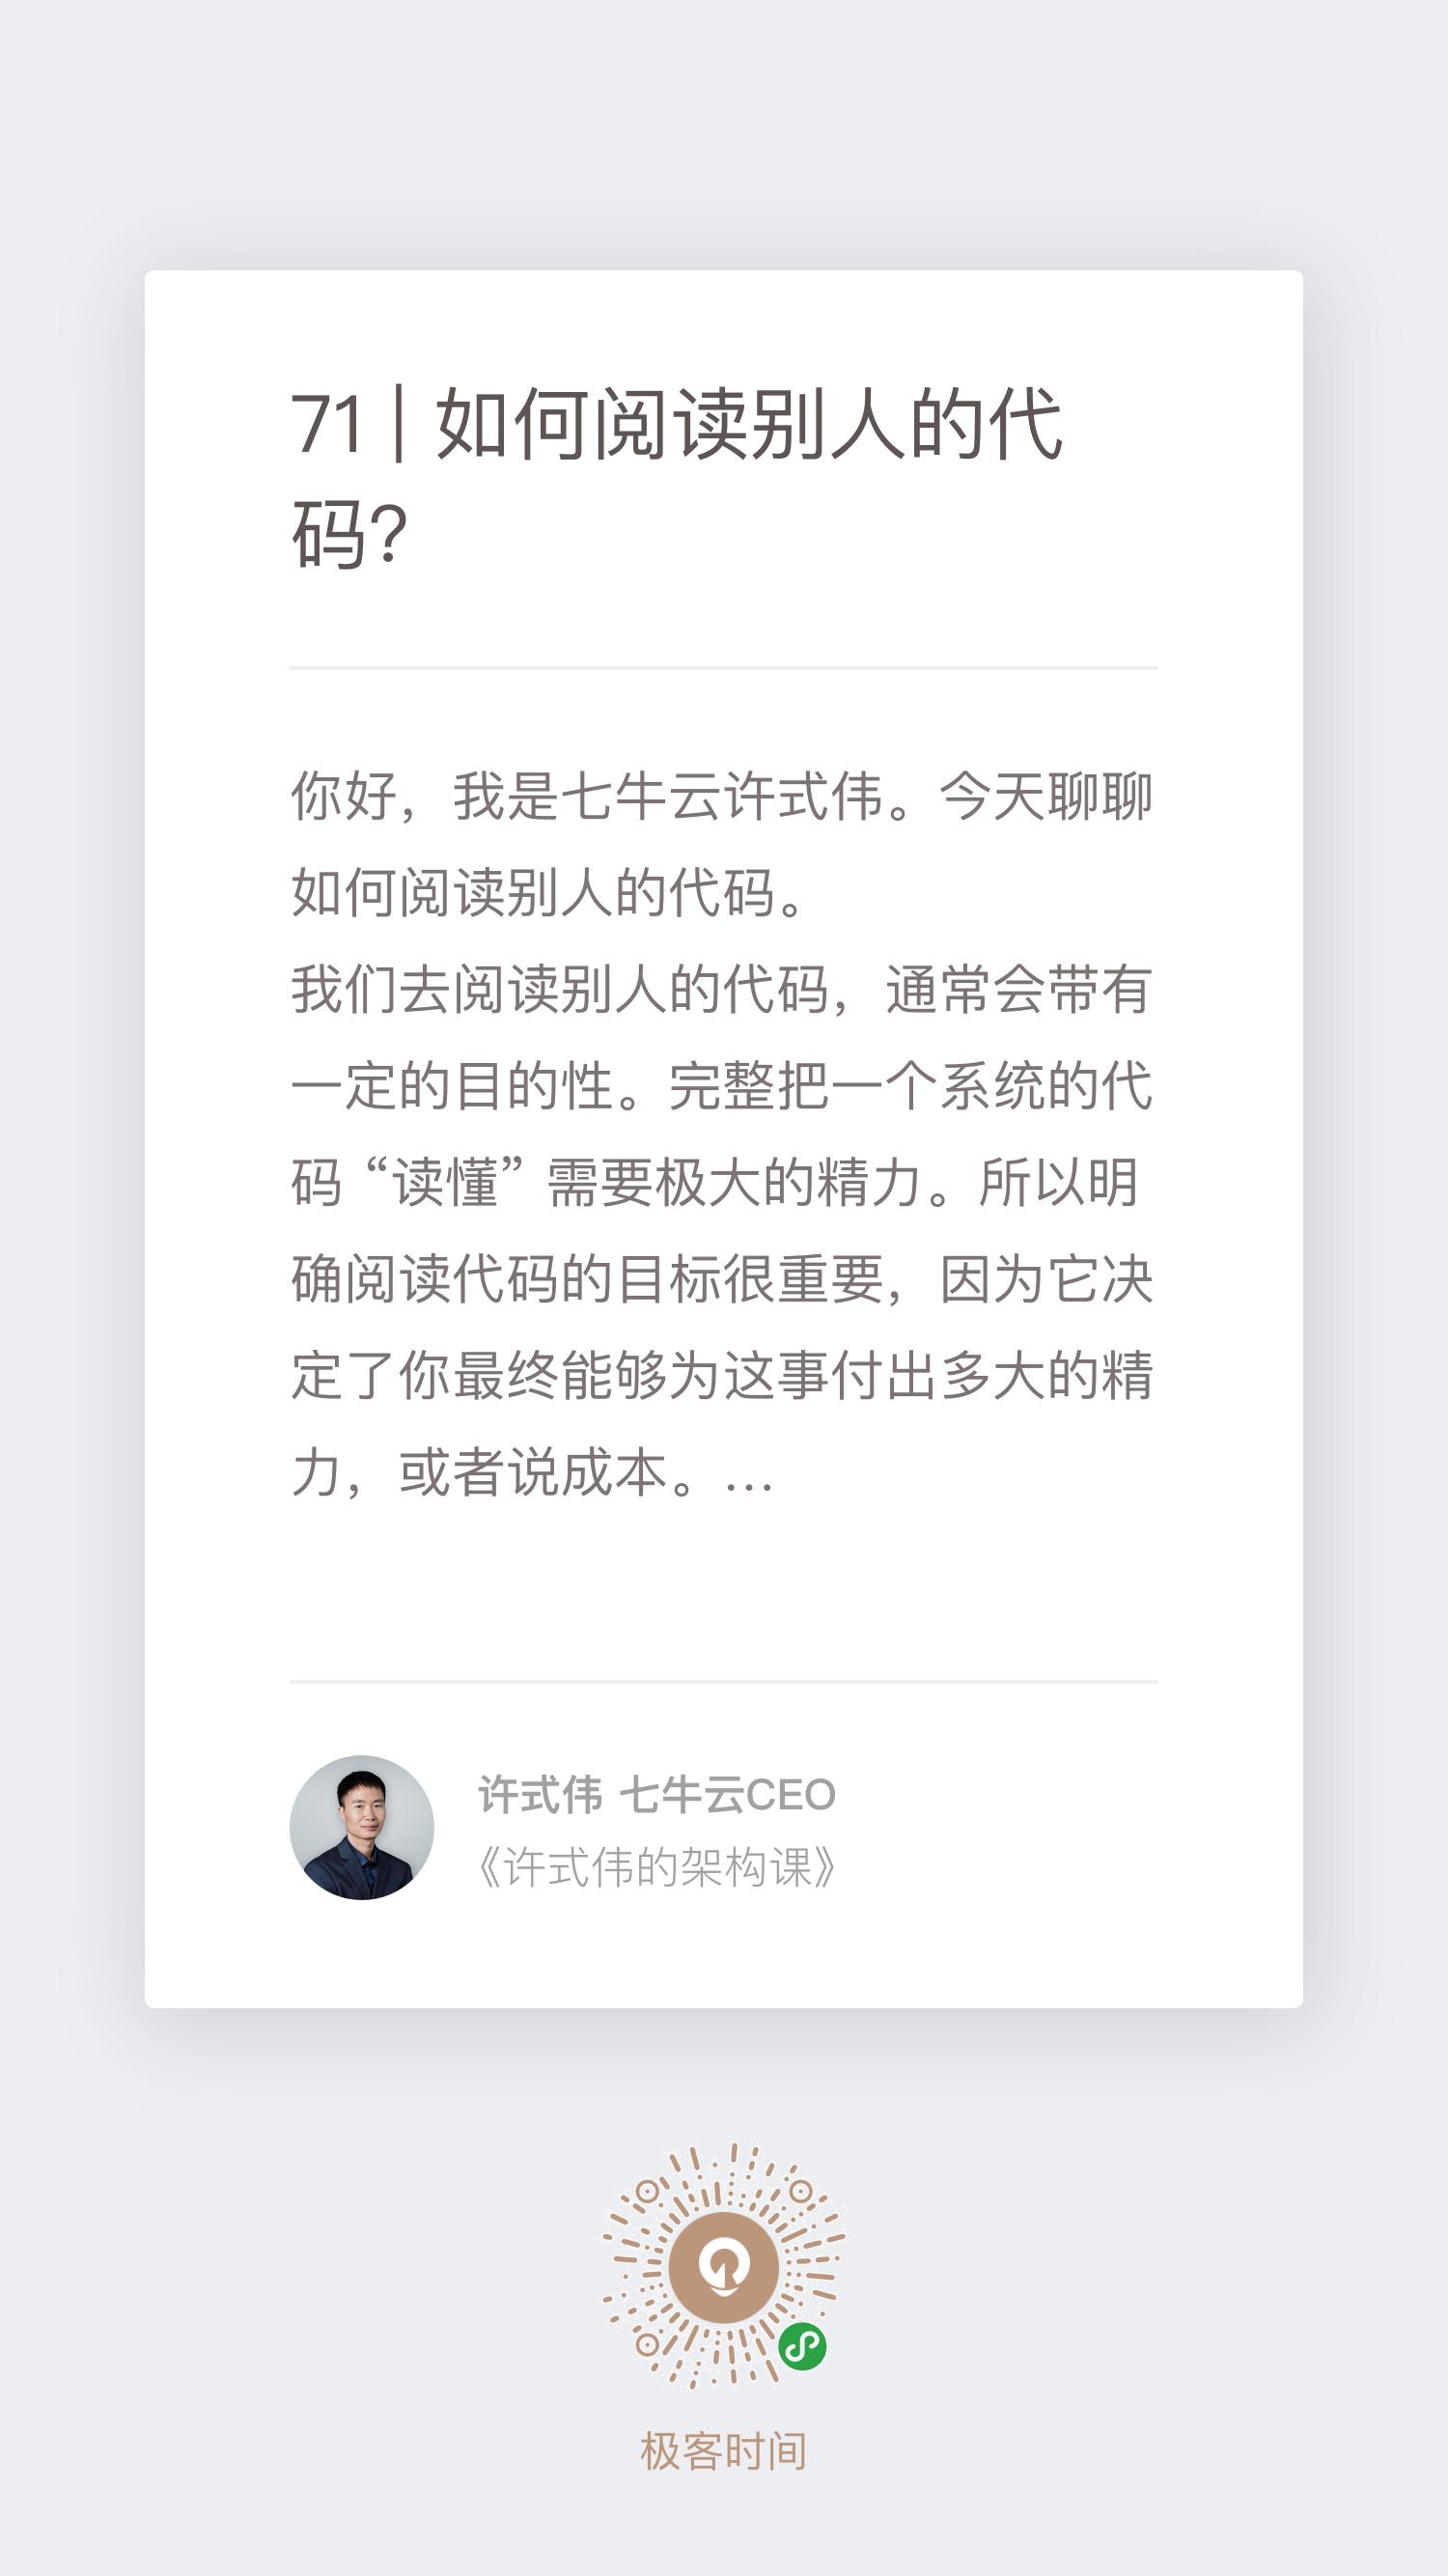 71 | 如何阅读别人的代
码？
你好，我是七牛云许式伟。今天聊聊
如何阅读别人的代码。
我们去阅读别人的代码，通常会带有
一定的目的性。完整把一个系统的代
码 “读懂” 需要极大的精力。所以明
确阅读代码的目标很重要，因为它决
定了你最终能够为这事付出多大的精
力，或者说成本。…
许式伟 七牛云CEO
《许式伟的架构课》
极客时间